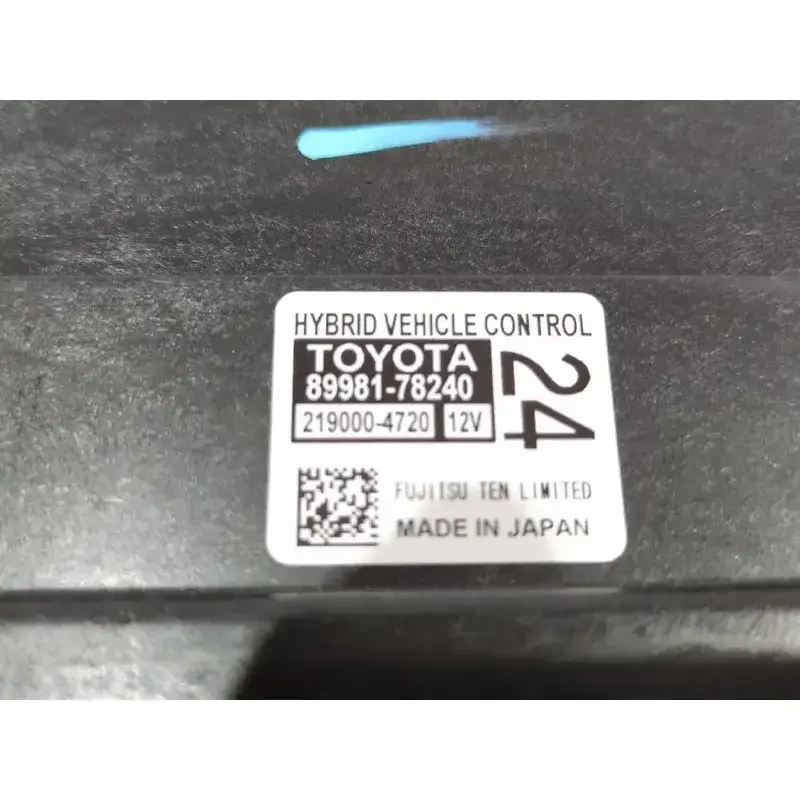 HYBRID VEHICLE CONTROL
TOYOTA
89981-78240
219000-4720 12V
24
FUJITSU TEN LIMITED
MADE IN JAPAN